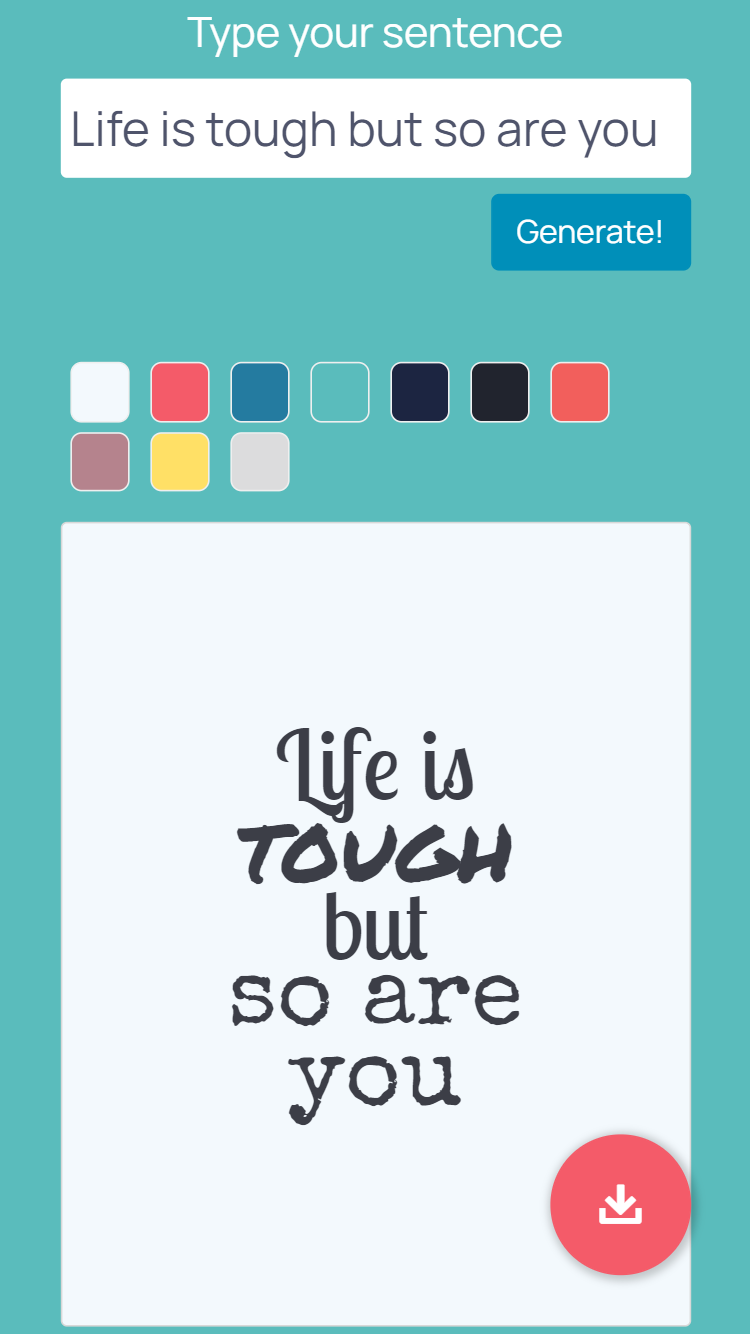 Type your sentence
Life is tough but so are you
Generate!
Life is
TOUGH
but
so are
you